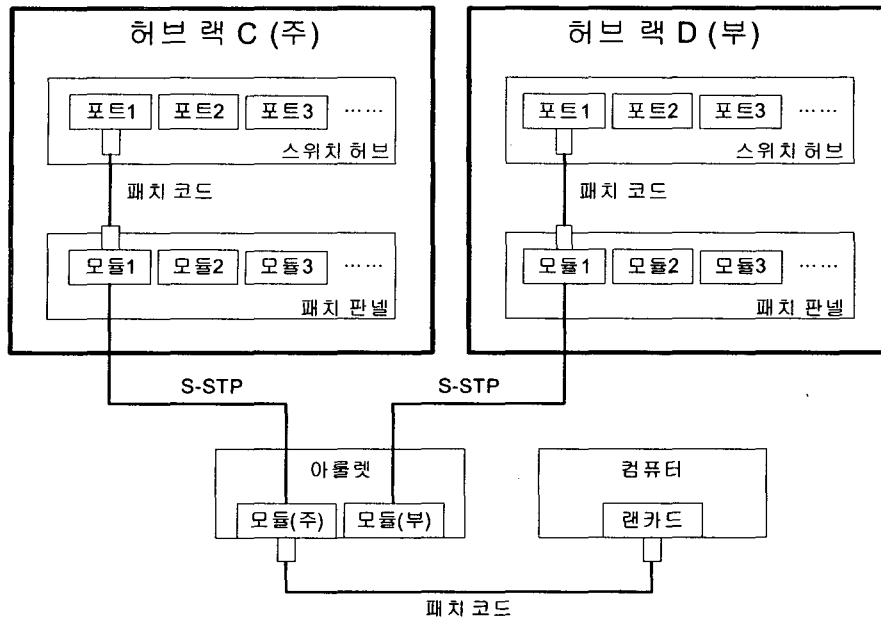 허브 랙 C (주)
포트1 포트2 포트3 ……
스위치 허브
패치 코드
모듈1 모듈2 모듈3 ……
패치 판넬
허브 랙 D (부)
포트1 포트2 포트3 ……
스위치 허브
패치 코드
모듈1 모듈2 모듈3 ……
패치 판넬
S-STP
S-STP
아룰렛
모듈(주) 모듈(부)
컴퓨터
랜카드
패치 코드